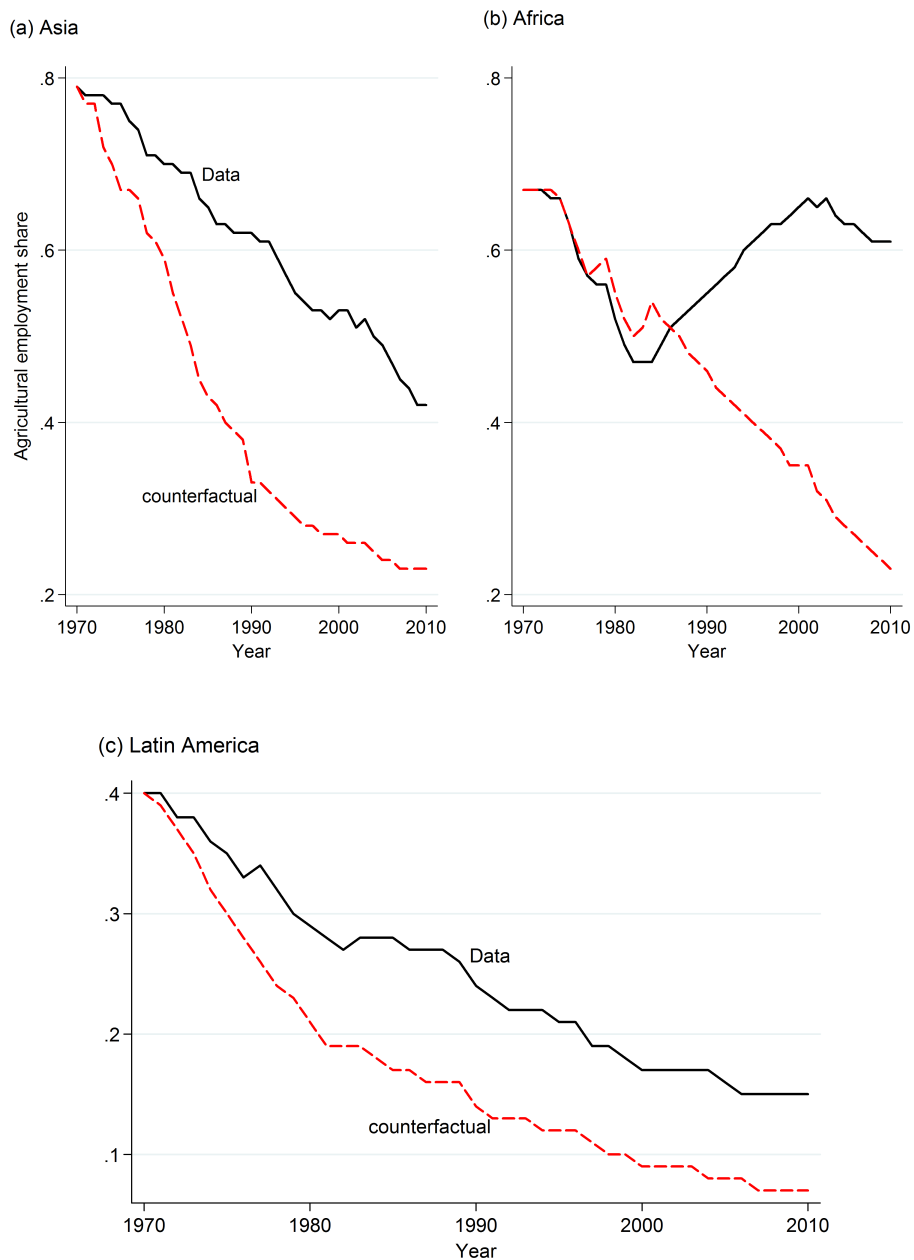 (a) Asia
Agricultural employment share
.8
.6
.4
.2
Data
counterfactual
1970 1980 1990 2000 2010
Year
(b) Africa
.8
.6
.4
.2
1970 1980 1990 2000 2010
Year
(c) Latin America
.4
.3
.2
.1
Data
counterfactual
1970 1980 1990 2000 2010
Year